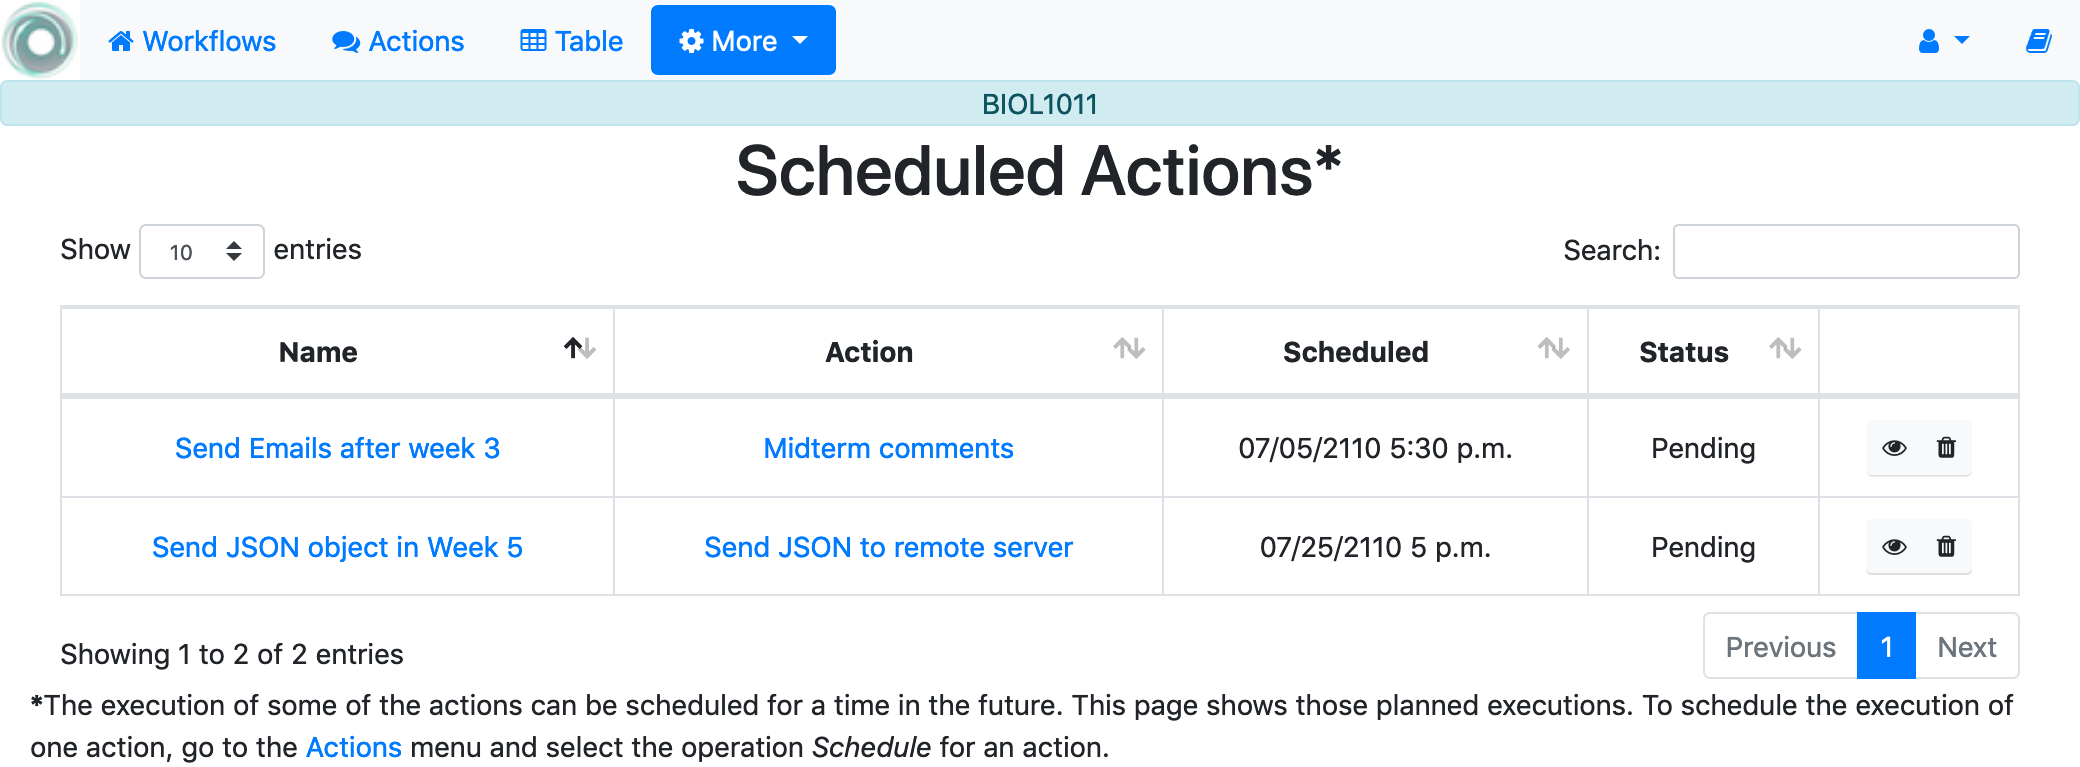 Workflows Actions Table More
BIOL1011
Scheduled Actions*
Show 10 entries Search:
Name Action Scheduled Status
Send Emails after week 3 Midterm comments 07/05/2110 5:30 p.m. Pending
Send JSON object in Week 5 Send JSON to remote server 07/25/2110 5 p.m. Pending
Showing 1 to 2 of 2 entries Previous 1 Next
*The execution of some of the actions can be scheduled for a time in the future. This page shows those planned executions. To schedule the execution of
one action, go to the Actions menu and select the operation Schedule for an action.